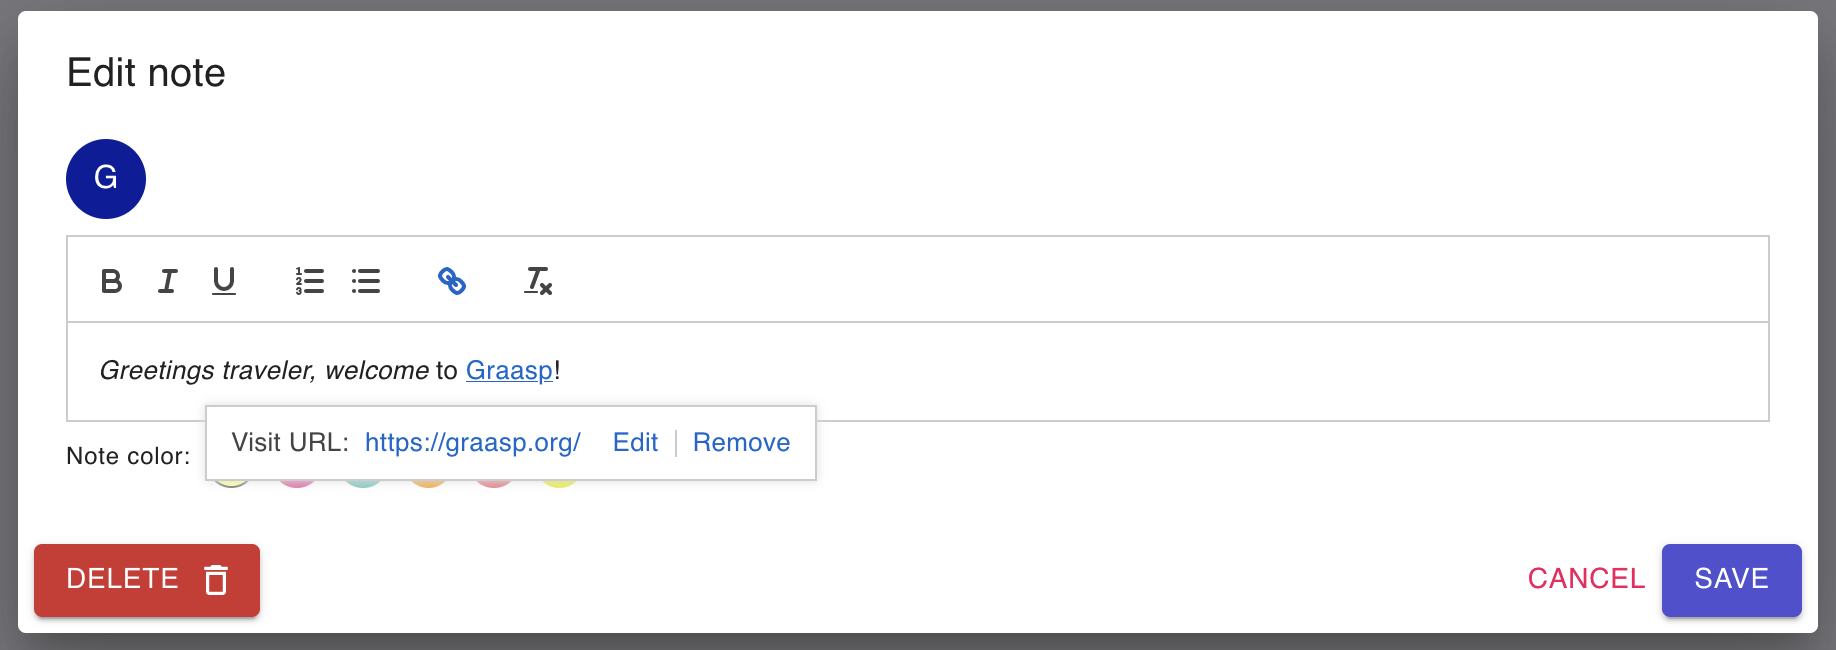 Edit note
G
B I U
Greetings traveler, welcome to Graasp!
Visit URL: https://graasp.org/ Edit Remove
Note color:
DELETE CANCEL SAVE